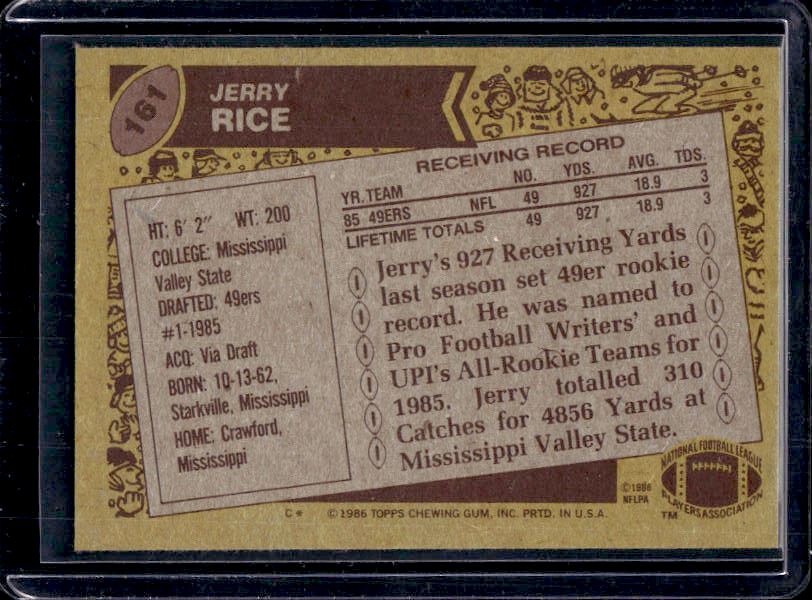 161
JERRY
RICE
RECEIVING RECORD
YR. TEAM NO. YDS. AVG. TDS.
85 49ERS NFL 49 927 18.9 3
LIFETIME TOTALS 49 927 18.9 3
HT: 6' 2" WT: 200
COLLEGE: Mississippi
Valley State
DRAFTED: 49ers
#1-1985
ACQ: Via Draft
BORN: 10-13-62,
Starkville, Mississippi
HOME: Crawford,
Mississippi
Jerry's 927 Receiving Yards
last season set 49er rookie
record. He was named to
Pro Football Writers' and
UPI's All-Rookie Teams for
1985. Jerry totalled 310
Catches for 4856 Yards at
Mississippi Valley State.
NATIONAL FOOTBALL LEAGUE
PLAYERS ASSOCIATION
TM
©1986
NFLPA
C* ©1986 TOPPS CHEWING GUM, INC. PRTD. IN U.S.A.